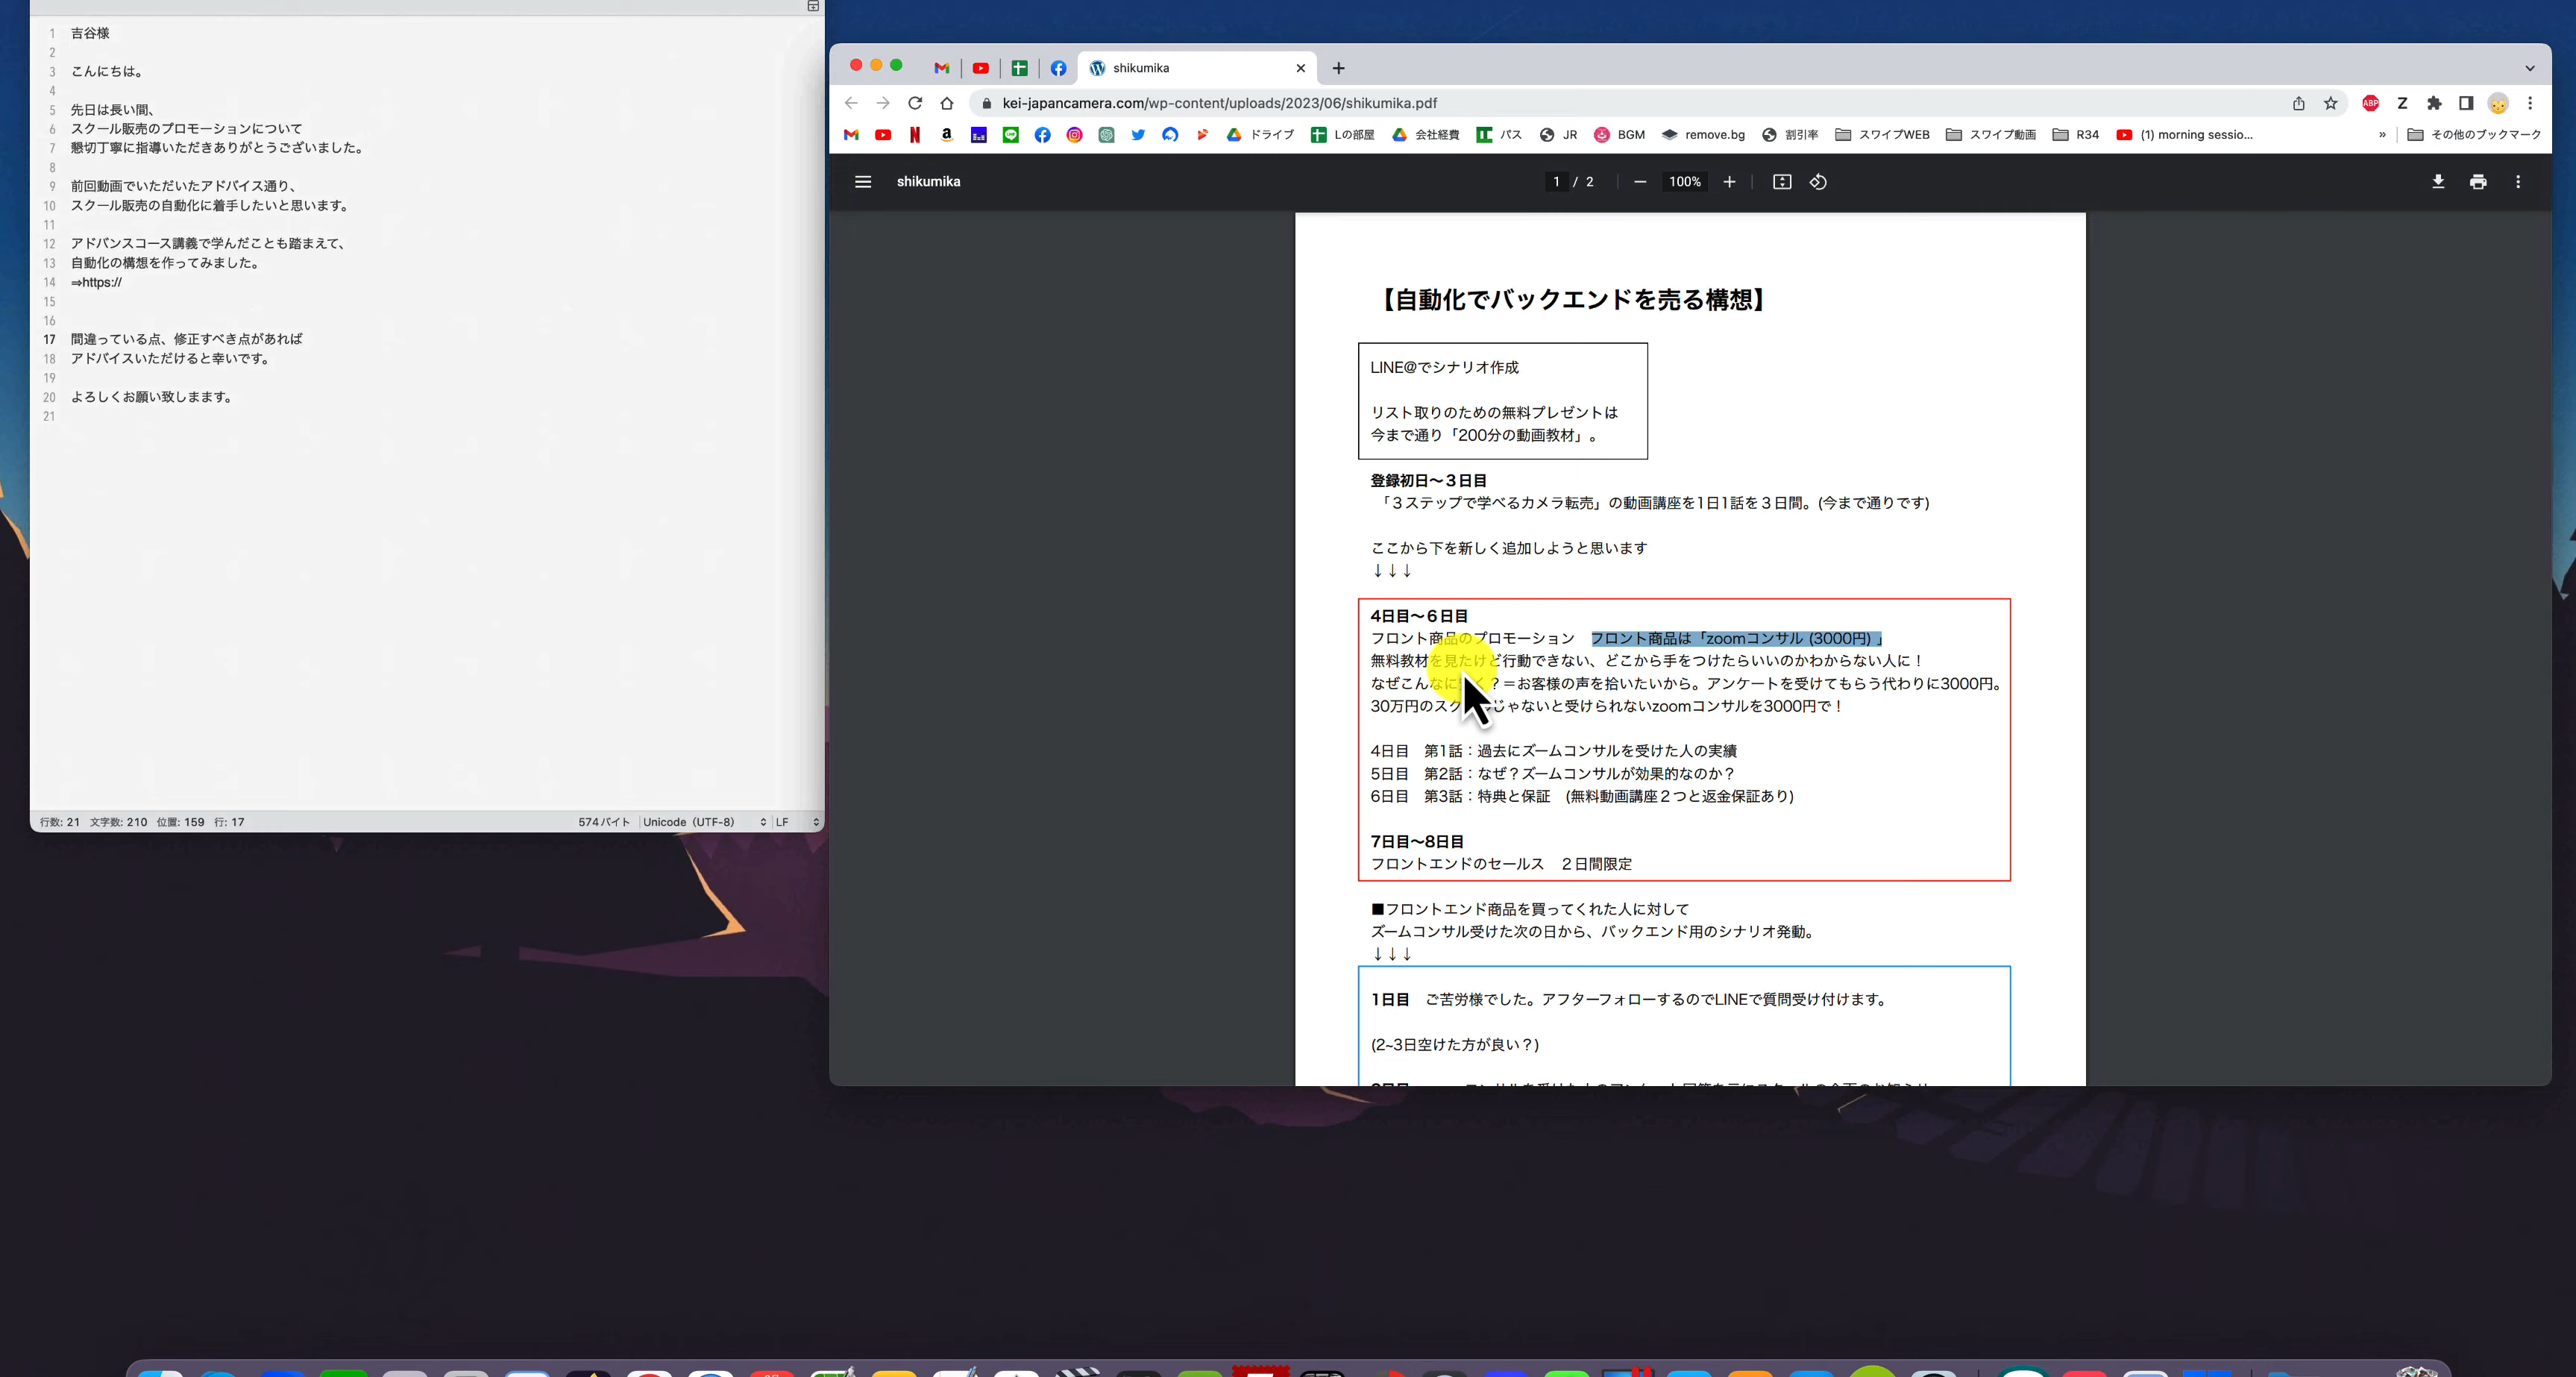 1 吉谷様
2
3 こんにちは。
4
5 先日は長い間、
6 スクール販売のプロモーションについて
7 懇切丁寧に指導いただきありがとうございました。
8
9 前回動画でいただいたアドバイス通り、
10 スクール販売の自動化に着手したいと思います。
11
12 アドバンスコース講義で学んだことも踏まえて、
13 自動化の構想を作ってみました。
14 ⇒https://
15
16
17 間違っている点、修正すべき点があれば
18 アドバイスいただけると幸いです。
19
20 よろしくお願い致しまます。
21
行数: 21 文字数: 210 位置: 159 行: 17 574バイト Unicode (UTF-8) LF
shikumika
kei-japancamera.com/wp-content/uploads/2023/06/shikumika.pdf
ABP Z
ドライブ Lの部屋 会社経費 パス JR BGM remove.bg 割引率 スワイプWEB スワイプ動画 R34 (1) morning sessio... » その他のブックマーク
shikumika 1 / 2 100%
【自動化でバックエンドを売る構想】
LINE@でシナリオ作成
リスト取りのための無料プレゼントは
今まで通り「200分の動画教材」。
登録初日〜３日目
「３ステップで学べるカメラ転売」の動画講座を1日1話を３日間。(今まで通りです)
ここから下を新しく追加しようと思います
↓↓↓
4日目〜６日目
フロント商品のプロモーション　フロント商品は「zoomコンサル (3000円) 」
無料教材を見たけど行動できない、どこから手をつけたらいいのかわからない人に！
なぜこんなに く？＝お客様の声を拾いたいから。アンケートを受けてもらう代わりに3000円。
30万円のスク じゃないと受けられないzoomコンサルを3000円で！
4日目　第1話：過去にズームコンサルを受けた人の実績
5日目　第2話：なぜ？ズームコンサルが効果的なのか？
6日目　第3話：特典と保証　(無料動画講座２つと返金保証あり)
7日目〜8日目
フロントエンドのセールス　２日間限定
■フロントエンド商品を買ってくれた人に対して
ズームコンサル受けた次の日から、バックエンド用のシナリオ発動。
↓↓↓
1日目　ご苦労様でした。アフターフォローするのでLINEで質問受け付けます。
(2~3日空けた方が良い？)